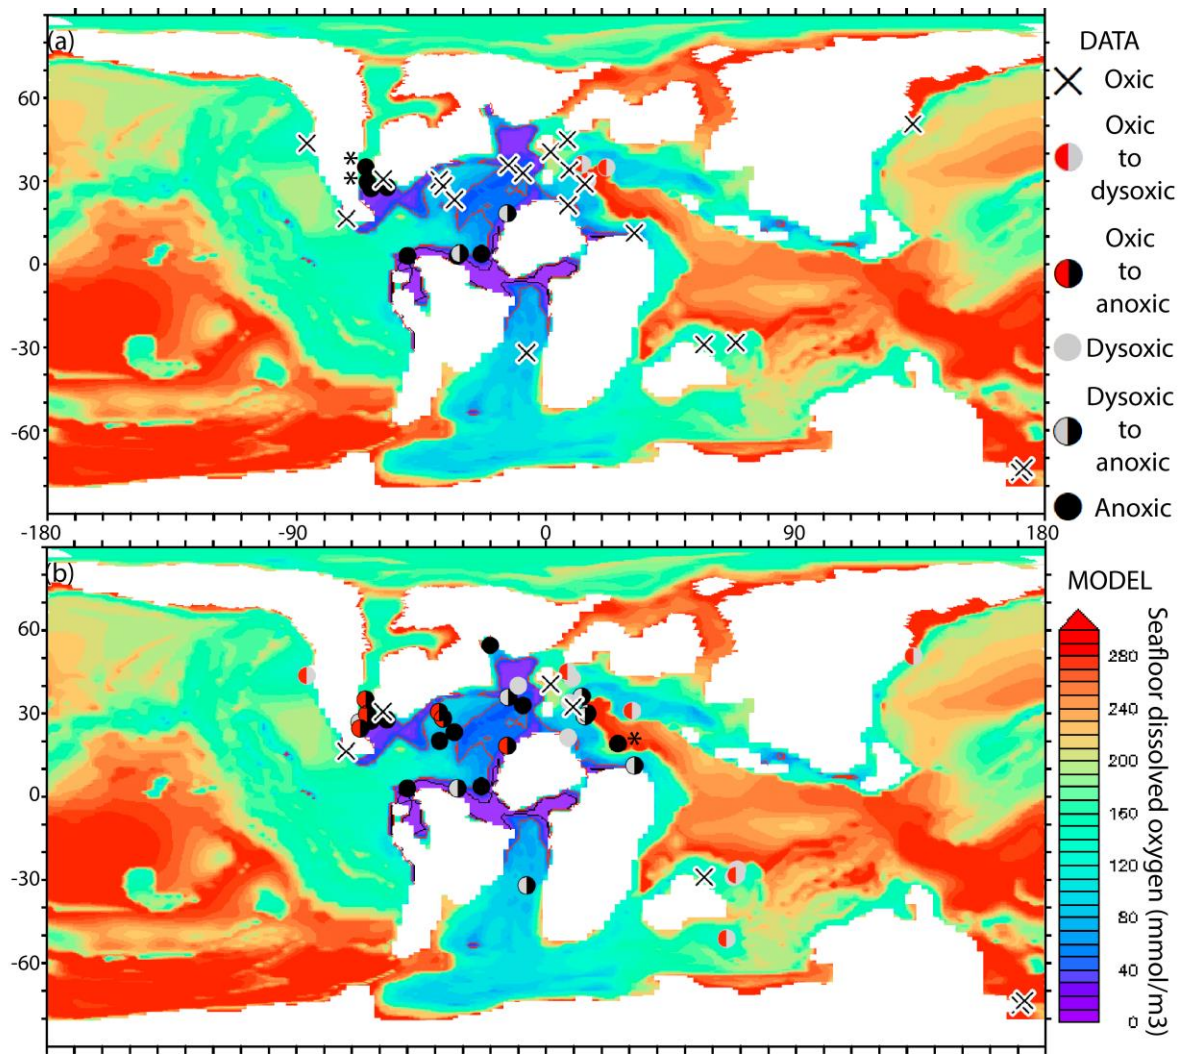 (a)
60
30
0
-30
-60
*
*
-180
-90
0
90
180
DATA
Oxic
Oxic
to
dysoxic
Oxic
to
anoxic
Dysoxic
Dysoxic
to
anoxic
Anoxic
(b)
60
30
0
-30
-60
*
MODEL
280
240
200
160
120
80
40
0
Seafloor dissolved oxygen (mmol/m3)